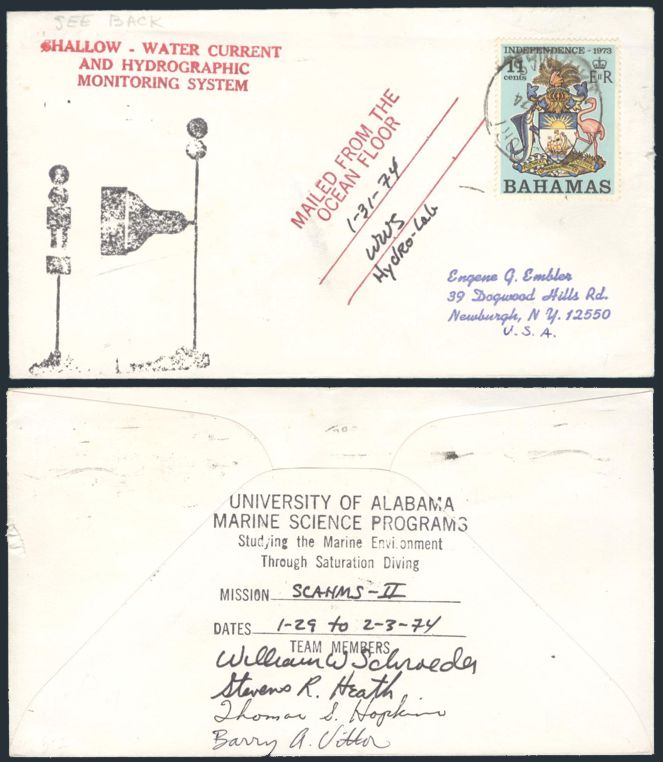 SEE BACK
SHALLOW - WATER CURRENT
AND HYDROGRAPHIC
MONITORING SYSTEM
MAILED FROM THE
OCEAN FLOOR
1-31-74
WWS
Hydro-Lab
INDEPENDENCE - 1973
11
cents
E II R
BAHAMAS
74
Eugene G. Embler
39 Dogwood Hills Rd.
Newburgh, N.Y. 12550
U.S.A.
UNIVERSITY OF ALABAMA
MARINE SCIENCE PROGRAMS
Studying the Marine Environment
Through Saturation Diving
MISSION SCAHMS-II
DATES 1-29 to 2-3-74
TEAM MEMBERS
William W Schroeder
Stevens R. Heath
Thomas S. Hopkins
Barry A. Vittor